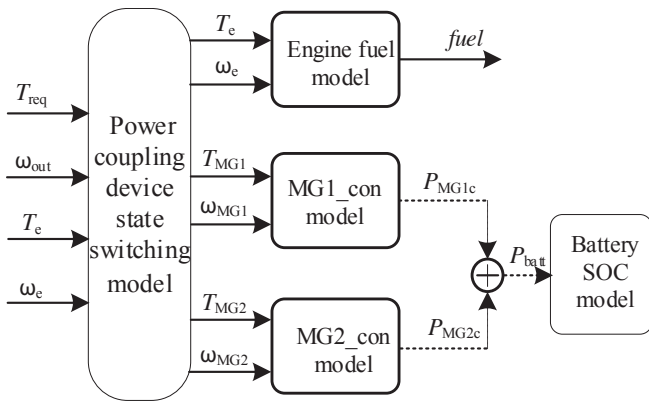 T_req
ω_out
T_e
ω_e
Power
coupling
device
state
switching
model
T_e
ω_e
T_MG1
ω_MG1
T_MG2
ω_MG2
Engine fuel
model
fuel
MG1_con
model
MG2_con
model
P_MG1c
P_MG2c
+
P_batt
Battery
SOC
model